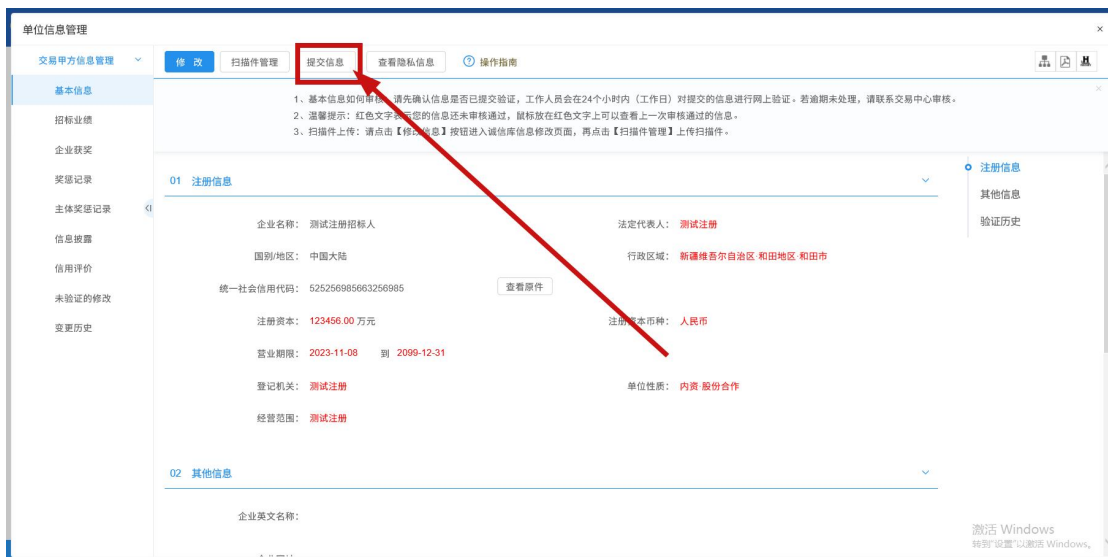 单位信息管理 ×
交易甲方信息管理
修 改 扫描件管理 提交信息 查看隐私信息 ? 操作指南
基本信息
招标业绩
企业获奖
奖惩记录
主体奖惩记录
信息披露
信用评价
未验证的修改
变更历史
1、基本信息如何审核：请先确认信息是否已提交验证，工作人员会在24个小时内（工作日）对提交的信息进行网上验证。若逾期未处理，请联系交易中心审核。
2、温馨提示：红色文字表示您的信息还未审核通过，鼠标放在红色文字上可以查看上一次审核通过的信息。
3、扫描件上传：请点击【修改信息】按钮进入诚信库信息修改页面，再点击【扫描件管理】上传扫描件。
注册信息
其他信息
验证历史
01 注册信息
企业名称： 测试注册招标人 法定代表人： 测试注册
国别/地区： 中国大陆 行政区域： 新疆维吾尔自治区·和田地区·和田市
统一社会信用代码： 525256985663256985 查看原件
注册资本： 123456.00 万元 注册资本币种： 人民币
营业期限： 2023-11-08 到 2099-12-31
登记机关： 测试注册 单位性质： 内资·股份合作
经营范围： 测试注册
02 其他信息
企业英文名称：
激活 Windows
转到"设置"以激活 Windows。